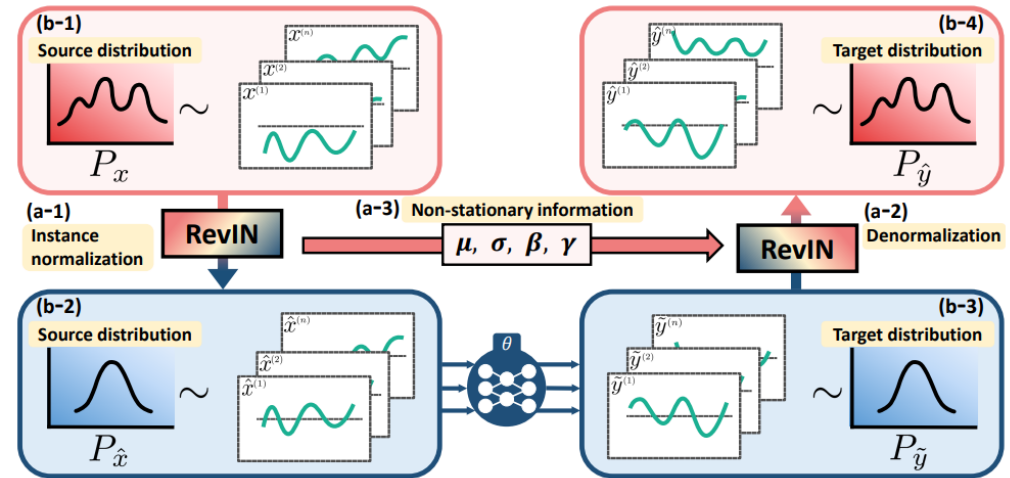 (b-1)
Source distribution
x⁽ⁿ⁾
x⁽²⁾
x⁽¹⁾
∼
Pₓ
(b-4)
Target distribution
ŷ⁽ⁿ⁾
ŷ⁽²⁾
ŷ⁽¹⁾
∼
P_ŷ
(a-1)
Instance
normalization
RevIN
(a-3)
Non-stationary information
μ, σ, β, γ
RevIN
(a-2)
Denormalization
(b-2)
Source distribution
x̂⁽ⁿ⁾
x̂⁽²⁾
x̂⁽¹⁾
∼
P_x̂
θ
(b-3)
Target distribution
ỹ⁽ⁿ⁾
ỹ⁽²⁾
ỹ⁽¹⁾
∼
P_ỹ